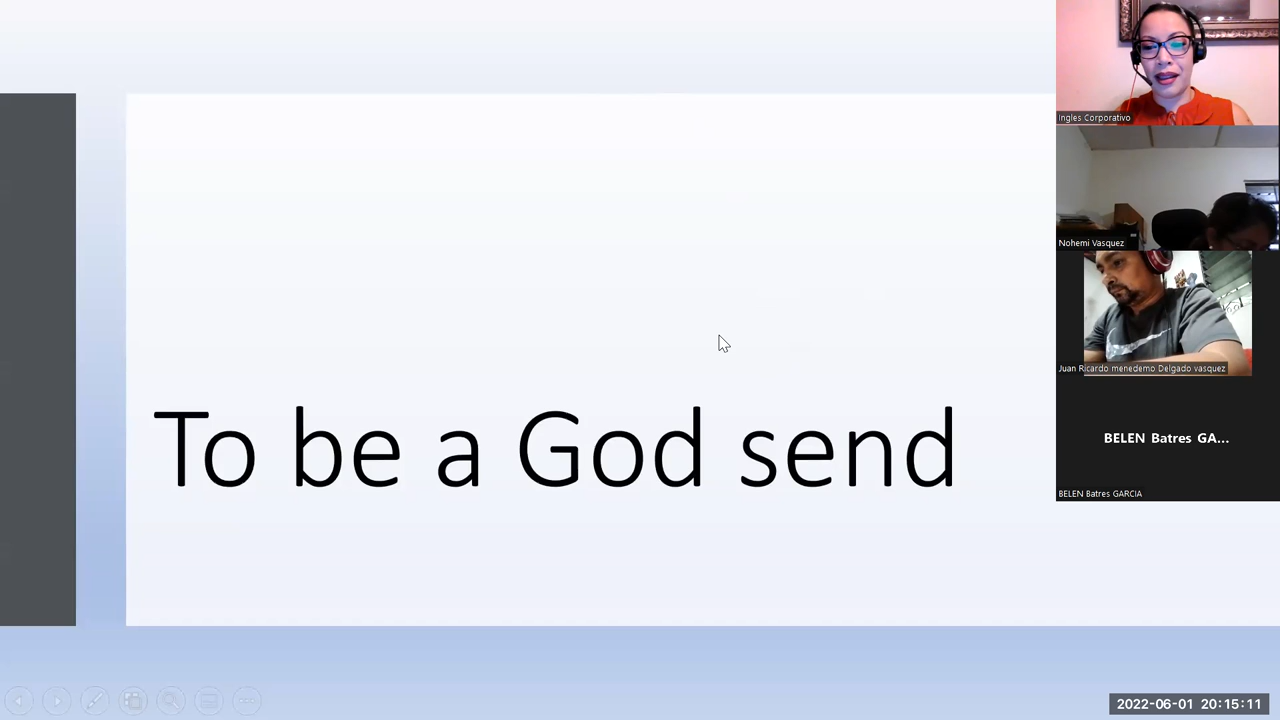 To be a God send
Ingles Corporativo
Nohemi Vasquez
Juan Ricardo menedemo Delgado vasquez
BELEN Batres GA...
BELEN Batres GARCIA
2022-06-01 20:15:11